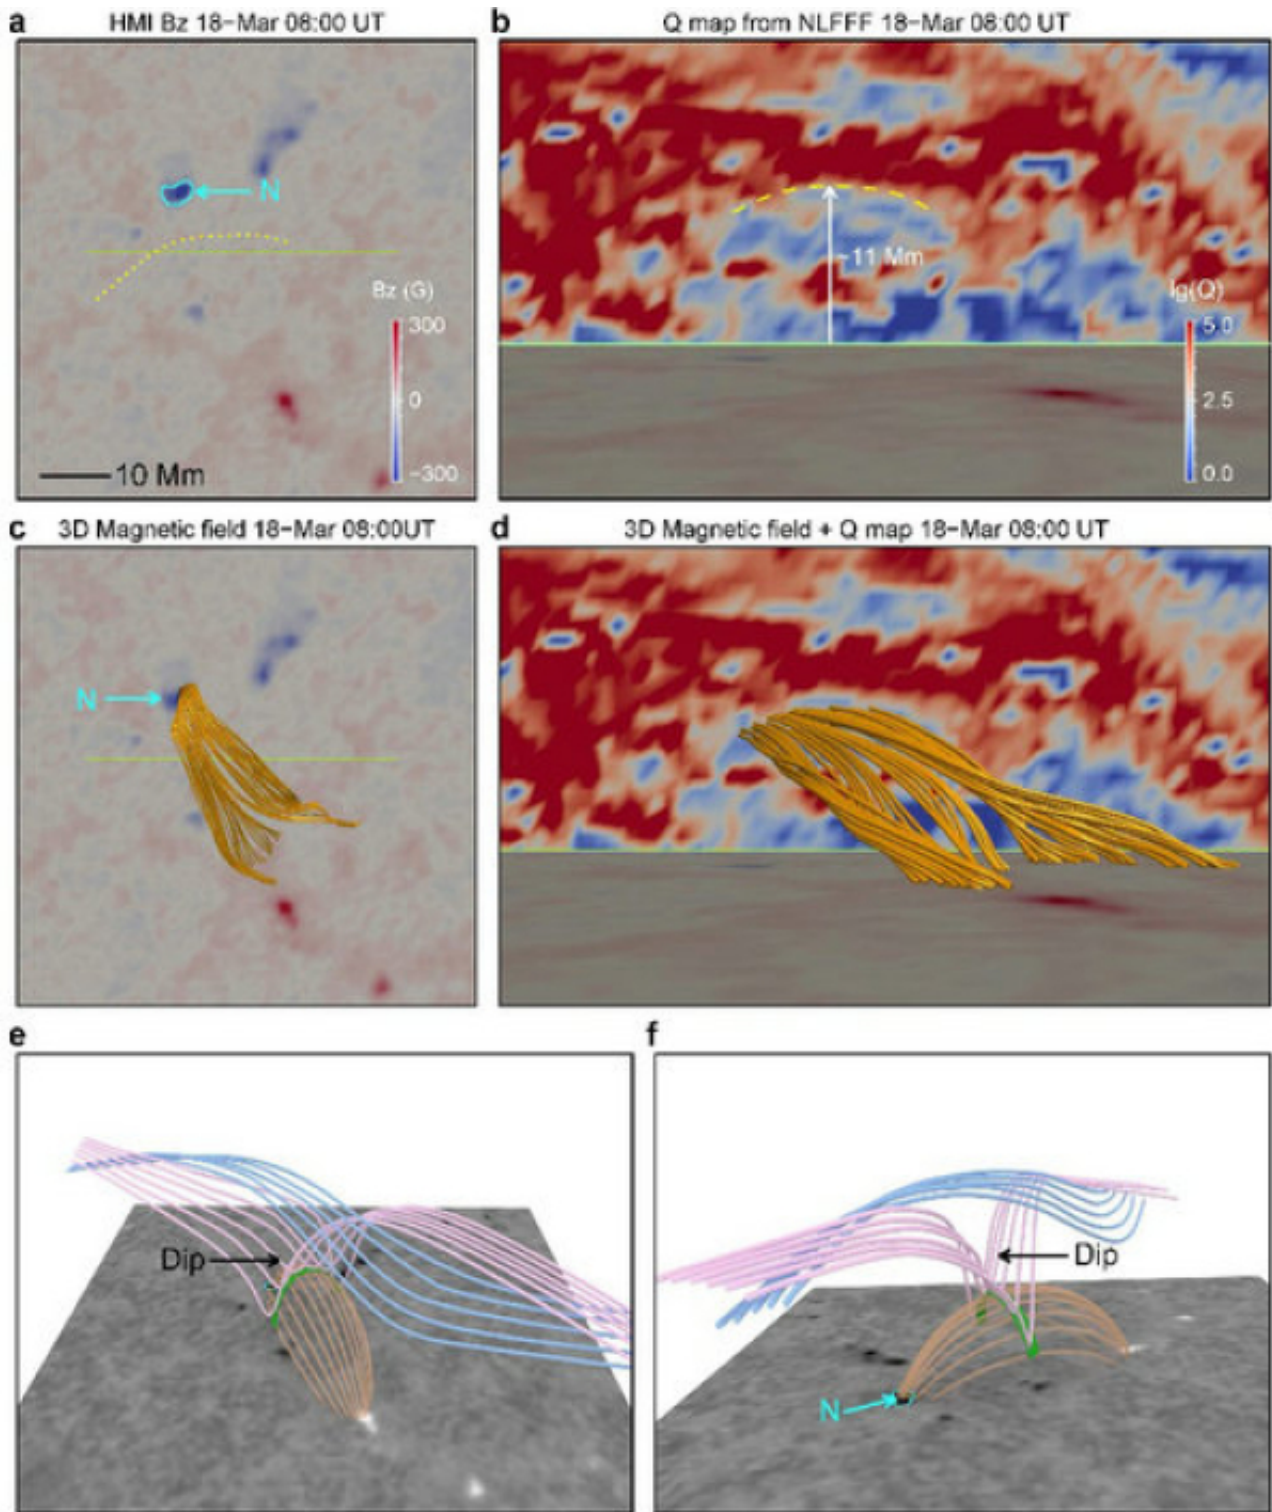 a
HMI Bz 18−Mar 08:00 UT
N
Bz (G)
300
0
−300
10 Mm
b
Q map from NLFFF 18−Mar 08:00 UT
~11 Mm
lg(Q)
5.0
2.5
0.0
c
3D Magnetic field 18−Mar 08:00UT
N
d
3D Magnetic field + Q map 18−Mar 08:00 UT
e
Dip
f
Dip
N